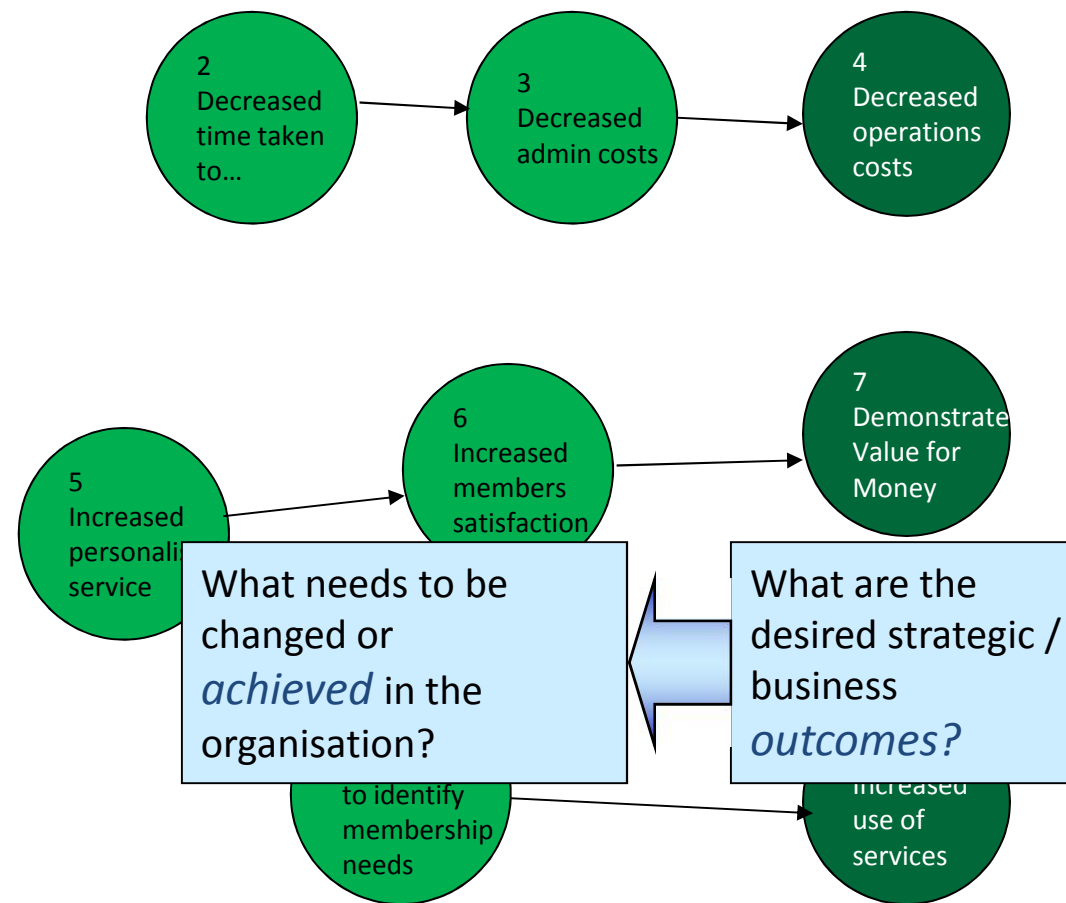 2
Decreased
time taken
to…
3
Decreased
admin costs
4
Decreased
operations
costs
5
Increased
service
6
Increased
members
satisfaction
7
Demonstrate
Value for
Money
What needs to be
changed or
achieved in the
organisation?
What are the
desired strategic /
business
outcomes?
to identify
membership
needs
Increased
use of
services